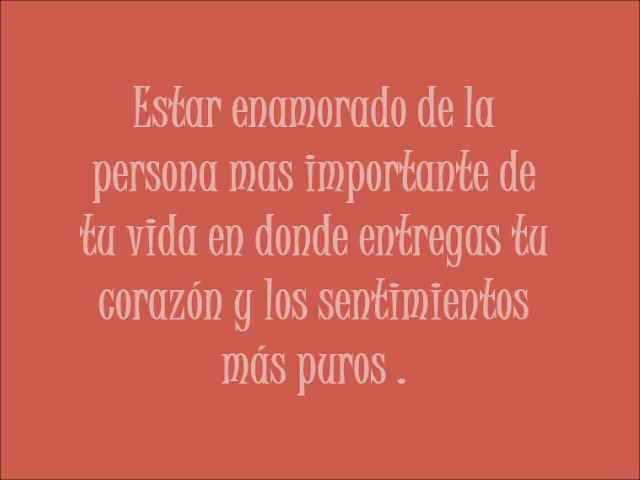 Estar enamorado de la
persona mas importante de
tu vida en donde entregas tu
corazón y los sentimientos
más puros .